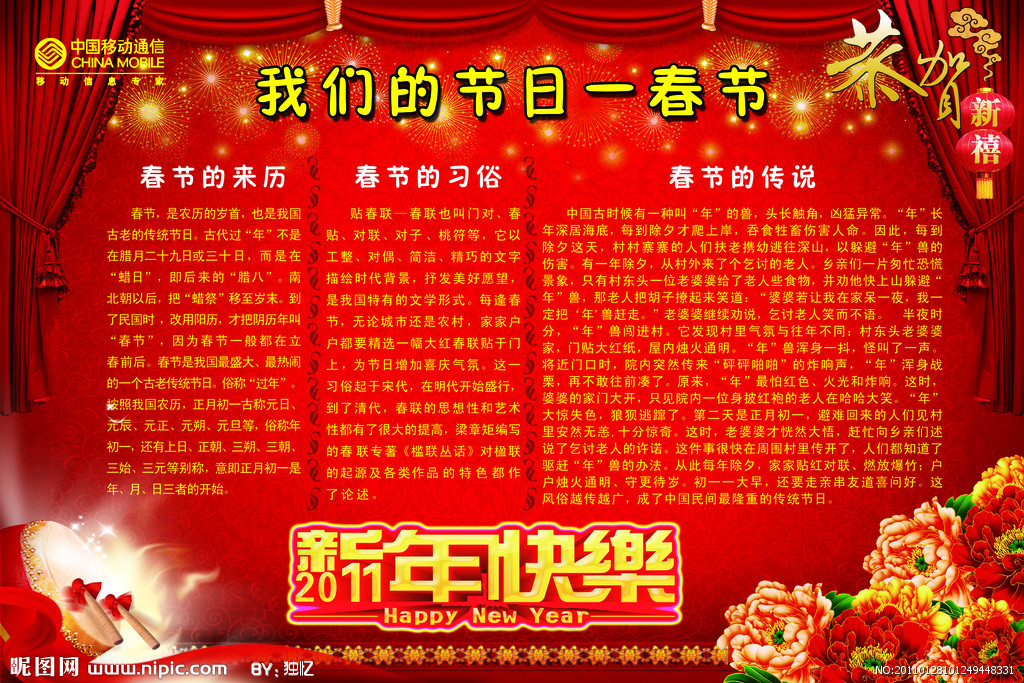 中国移动通信
CHINA MOBILE
移动信息专家
恭贺
新禧
我们的节日一春节
春节的来历
春节，是农历的岁首，也是我国
古老的传统节日。古代过“年”不是
在腊月二十九日或三十日，而是在
“蜡日”，即后来的“腊八”。南
北朝以后，把“蜡祭”移至岁末。到
了民国时，改用阳历，才把阴历年叫
“春节”，因为春节一般都在立
春前后。春节是我国最盛大、最热闹
的一个古老传统节日。俗称“过年”。
按照我国农历，正月初一古称元日、
元辰、元正、元朔、元旦等，俗称年
初一，还有上日、正朝、三朔、三朝、
三始、三元等别称，意即正月初一是
年、月、日三者的开始。
春节的习俗
贴春联—春联也叫门对、春
贴、对联、对子、桃符等，它以
工整、对偶、简洁、精巧的文字
描绘时代背景，抒发美好愿望，
是我国特有的文学形式。每逢春
节，无论城市还是农村，家家户
户都要精选一幅大红春联贴于门
上，为节日增加喜庆气氛。这一
习俗起于宋代，在明代开始盛行，
到了清代，春联的思想性和艺术
性都有了很大的提高，梁章矩编写
的春联专著《槛联丛话》对楹联
的起源及各类作品的特色都作
了论述。
春节的传说
中国古时候有一种叫“年”的兽，头长触角，凶猛异常。“年”长
年深居海底，每到除夕才爬上岸，吞食牲畜伤害人命。因此，每到
除夕这天，村村寨寨的人们扶老携幼逃往深山，以躲避“年”兽的
伤害。有一年除夕，从村外来了个乞讨的老人。乡亲们一片匆忙恐慌
景象，只有村东头一位老婆婆给了老人些食物，并劝他快上山躲避“
年”兽，那老人把胡子撩起来笑道：“婆婆若让我在家呆一夜，我一
定把‘年’兽赶走。”老婆婆继续劝说，乞讨老人笑而不语。 半夜时
分，“年”兽闯进村。它发现村里气氛与往年不同：村东头老婆婆
家，门贴大红纸，屋内烛火通明。“年”兽浑身一抖，怪叫了一声。
将近门口时，院内突然传来“砰砰啪啪”的炸响声，“年”浑身战
栗，再不敢往前凑了。原来，“年”最怕红色、火光和炸响。这时，
婆婆的家门大开，只见院内一位身披红袍的老人在哈哈大笑。“年”
大惊失色，狼狈逃蹿了。第二天是正月初一，避难回来的人们见村
里安然无恙,十分惊奇。这时，老婆婆才恍然大悟，赶忙向乡亲们述
说了乞讨老人的许诺。这件事很快在周围村里传开了，人们都知道了
驱赶“年”兽的办法。从此每年除夕，家家贴红对联、燃放爆竹；户
户烛火通明、守更待岁。初一一大早，还要走亲串友道喜问好。这
风俗越传越广，成了中国民间最隆重的传统节日。
新年快樂
2011
Happy New Year
昵图网 www.nipic.com BY: 独忆
NO:20110123101249448331